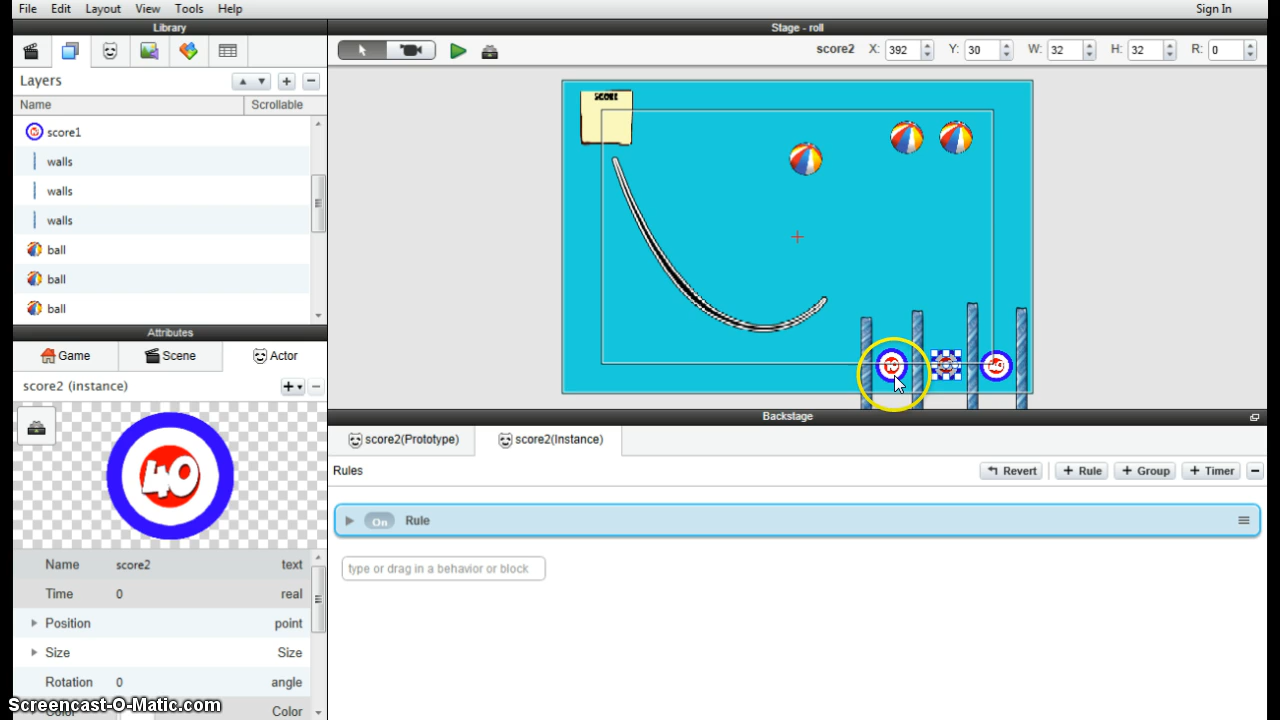 File Edit Layout View Tools Help Sign In
Library
Stage - roll
score2 X: 392 Y: 30 W: 32 H: 32 R: 0
Layers
Name Scrollable
SCORE
score1
walls
walls
walls
ball
ball
ball
Attributes
Game Scene Actor
score2 (instance)
40
Backstage
score2(Prototype) score2(Instance)
Rules Revert + Rule + Group + Timer
On Rule
type or drag in a behavior or block
Name score2 text
Time 0 real
Position point
Size Size
Rotation 0 angle
Color Color
Screencast-O-Matic.com